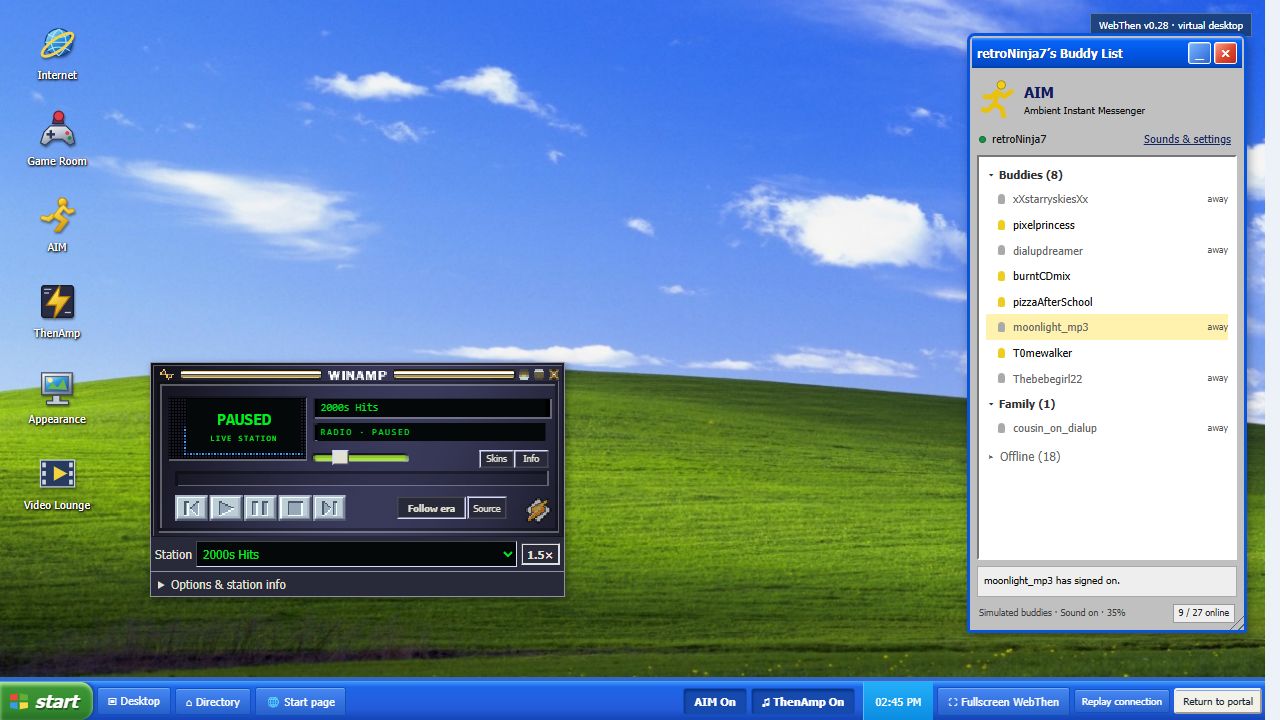 WebThen v0.28 · virtual desktop
Internet
Game Room
AIM
ThenAmp
Appearance
Video Lounge
WINAMP
PAUSED
LIVE STATION
2000s Hits
RADIO · PAUSED
Skins
Info
Follow era
Source
Station
2000s Hits
1.5×
Options & station info
retroNinja7's Buddy List
AIM
Ambient Instant Messenger
retroNinja7
Sounds & settings
Buddies (8)
xXstarryskiesXx away
pixelprincess
dialupdreamer away
burntCDmix
pizzaAfterSchool
moonlight_mp3 away
T0mewalker
Thebebegirl22 away
Family (1)
cousin_on_dialup away
Offline (18)
moonlight_mp3 has signed on.
Simulated buddies · Sound on · 35%
9 / 27 online
start
Desktop
Directory
Start page
AIM On
ThenAmp On
02:45 PM
Fullscreen WebThen
Replay connection
Return to portal